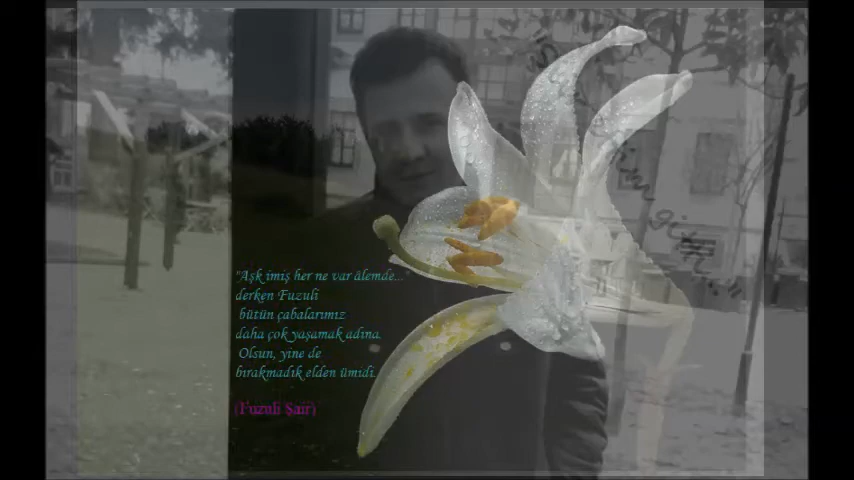 "Aşk imiş her ne var âlemde..."
derken Fuzuli
bütün çabalarımız
daha çok yaşamak adına.
Olsun, yine de
bırakmadık elden ümidi.
(Fuzuli Şair)